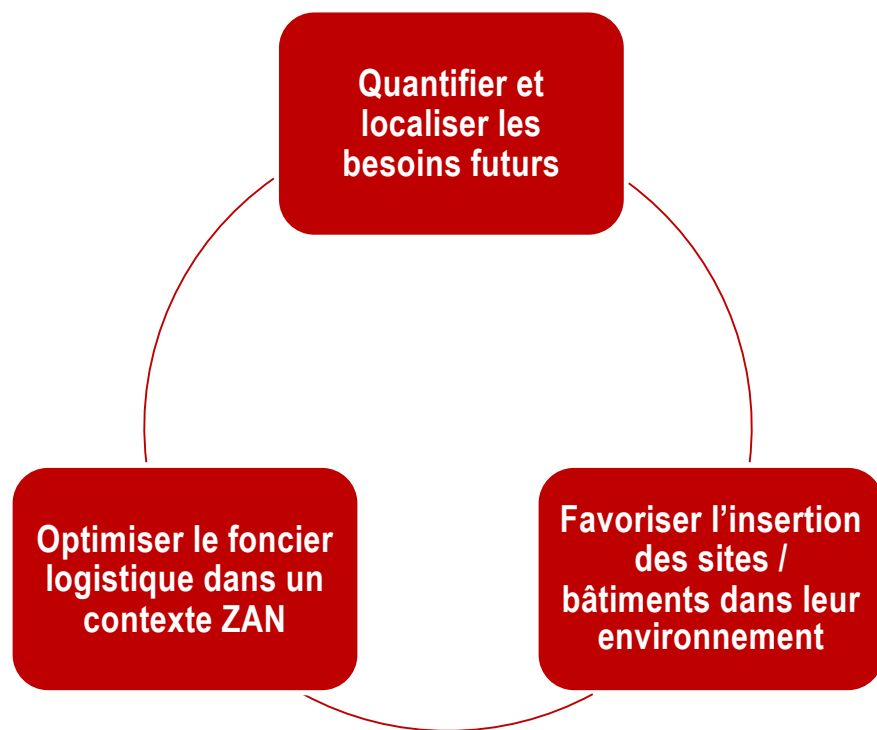 Quantifier et
localiser les
besoins futurs
Optimiser le foncier
logistique dans un
contexte ZAN
Favoriser l’insertion
des sites /
bâtiments dans leur
environnement